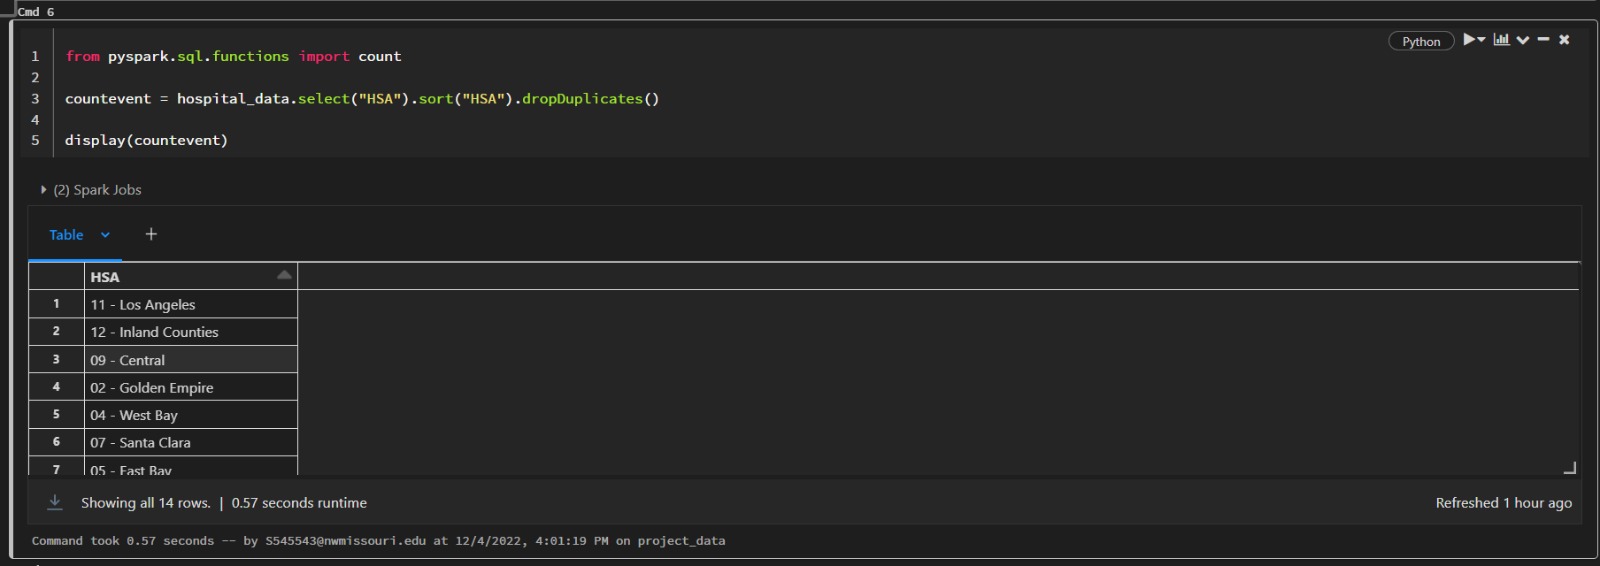 Cmd 6
Python
1 from pyspark.sql.functions import count
2
3 countevent = hospital_data.select("HSA").sort("HSA").dropDuplicates()
4
5 display(countevent)
(2) Spark Jobs
Table +
HSA
1 11 - Los Angeles
2 12 - Inland Counties
3 09 - Central
4 02 - Golden Empire
5 04 - West Bay
6 07 - Santa Clara
7 05 - East Bay
Showing all 14 rows. | 0.57 seconds runtime Refreshed 1 hour ago
Command took 0.57 seconds -- by S545543@nwmissouri.edu at 12/4/2022, 4:01:19 PM on project_data